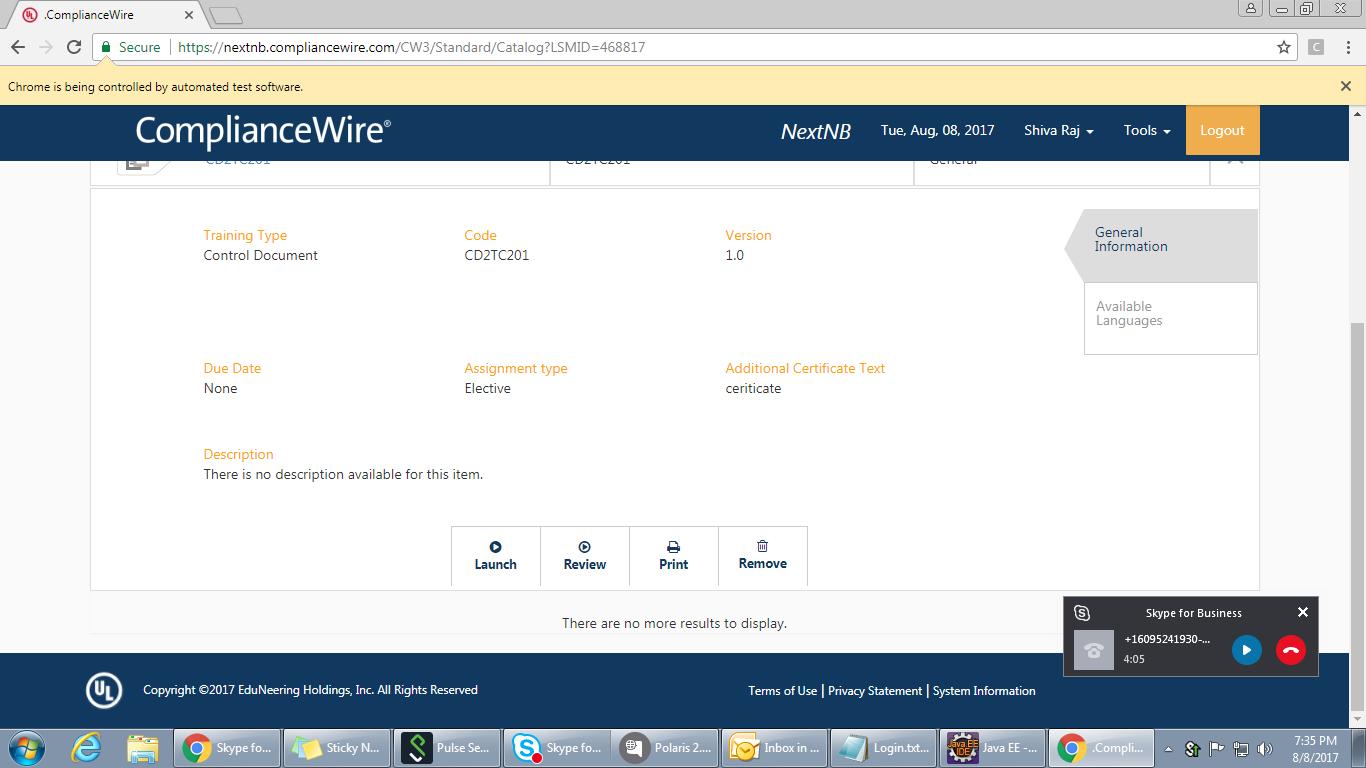 .ComplianceWire
Secure https://nextnb.compliancewire.com/CW3/Standard/Catalog?LSMID=468817
C
Chrome is being controlled by automated test software.
ComplianceWire® NextNB Tue, Aug, 08, 2017 Shiva Raj Tools Logout
CD2TC201 CD2TC201 General
Training Type Code Version
Control Document CD2TC201 1.0
General
Information
Available
Languages
Due Date Assignment type Additional Certificate Text
None Elective ceriticate
Description
There is no description available for this item.
Launch Review Print Remove
There are no more results to display.
Skype for Business
+16095241930-...
4:05
UL Copyright ©2017 EduNeering Holdings, Inc. All Rights Reserved Terms of Use | Privacy Statement | System Information
Skype fo... Sticky N... Pulse Se... Skype fo... Polaris 2.... Inbox in ... Login.txt... Java EE -... .Compli...
7:35 PM
8/8/2017